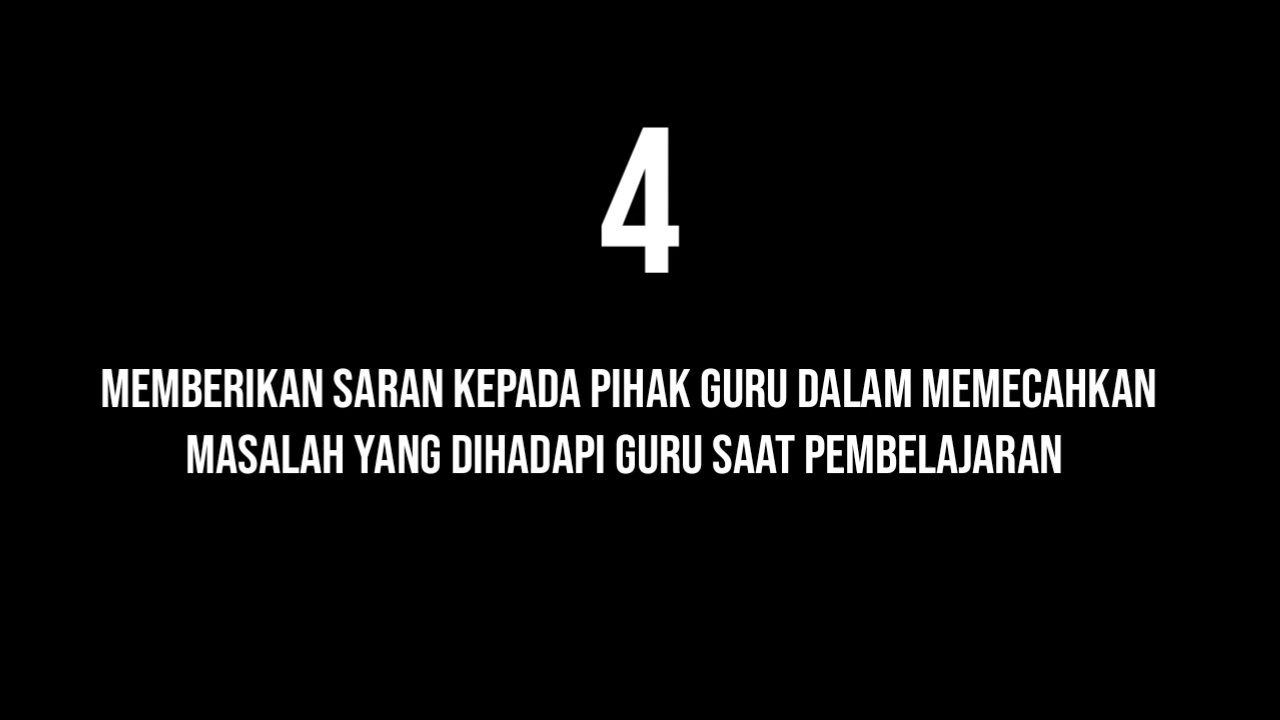 4
MEMBERIKAN SARAN KEPADA PIHAK GURU DALAM MEMECAHKAN
MASALAH YANG DIHADAPI GURU SAAT PEMBELAJARAN